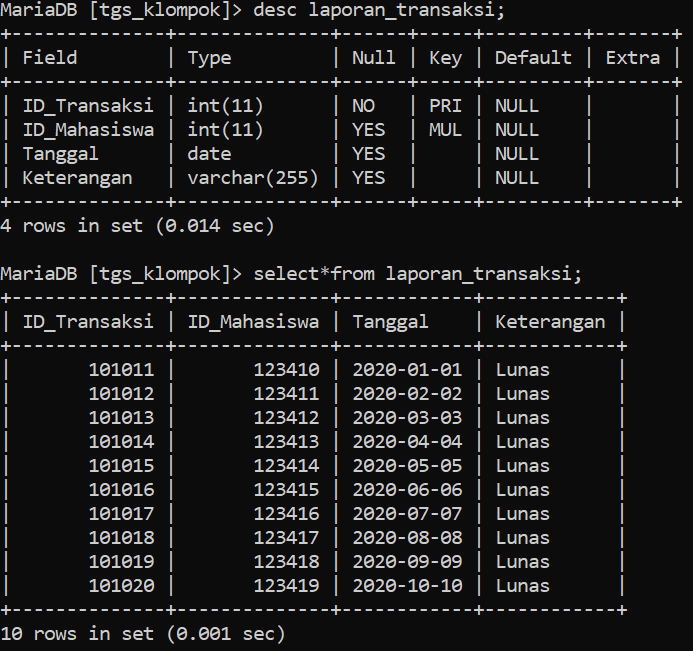 MariaDB [tgs_klompok]> desc laporan_transaksi;
+--------------+--------------+------+-----+---------+-------+
| Field        | Type         | Null | Key | Default | Extra |
+--------------+--------------+------+-----+---------+-------+
| ID_Transaksi | int(11)      | NO   | PRI | NULL    |       |
| ID_Mahasiswa | int(11)      | YES  | MUL | NULL    |       |
| Tanggal      | date         | YES  |     | NULL    |       |
| Keterangan   | varchar(255) | YES  |     | NULL    |       |
+--------------+--------------+------+-----+---------+-------+
4 rows in set (0.014 sec)

MariaDB [tgs_klompok]> select*from laporan_transaksi;
+--------------+--------------+------------+------------+
| ID_Transaksi | ID_Mahasiswa | Tanggal    | Keterangan |
+--------------+--------------+------------+------------+
|       101011 |       123410 | 2020-01-01 | Lunas      |
|       101012 |       123411 | 2020-02-02 | Lunas      |
|       101013 |       123412 | 2020-03-03 | Lunas      |
|       101014 |       123413 | 2020-04-04 | Lunas      |
|       101015 |       123414 | 2020-05-05 | Lunas      |
|       101016 |       123415 | 2020-06-06 | Lunas      |
|       101017 |       123416 | 2020-07-07 | Lunas      |
|       101018 |       123417 | 2020-08-08 | Lunas      |
|       101019 |       123418 | 2020-09-09 | Lunas      |
|       101020 |       123419 | 2020-10-10 | Lunas      |
+--------------+--------------+------------+------------+
10 rows in set (0.001 sec)